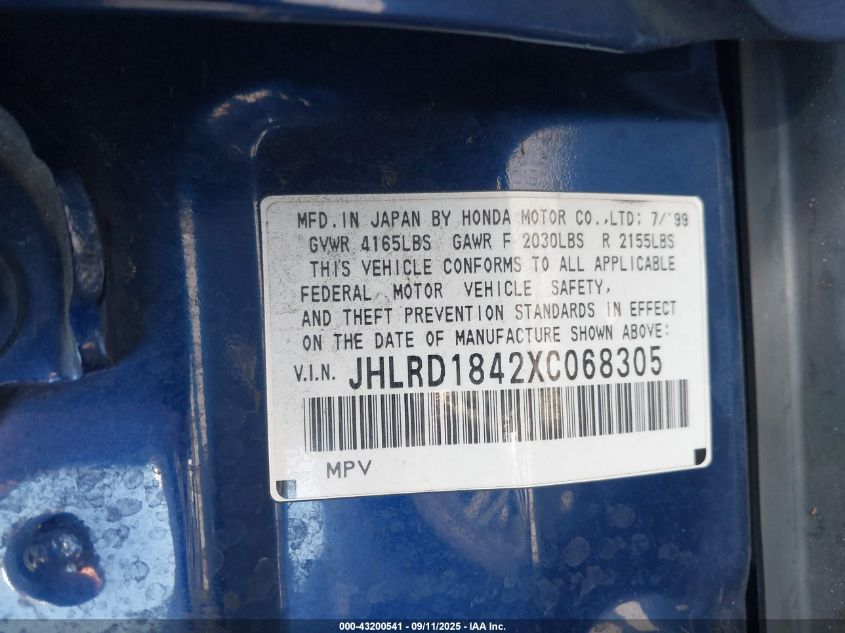 MFD.IN JAPAN BY HONDA MOTOR CO.,LTD; 7/'99
GVWR 4165LBS GAWR F 2030LBS R 2155LBS
THIS VEHICLE CONFORMS TO ALL APPLICABLE
FEDERAL MOTOR VEHICLE SAFETY,
AND THEFT PREVENTION STANDARDS IN EFFECT
ON THE DATE OF MANUFACTURE SHOWN ABOVE:
V.I.N. JHLRD1842XC068305
MPV
000-43200541 - 09/11/2025 - IAA Inc.